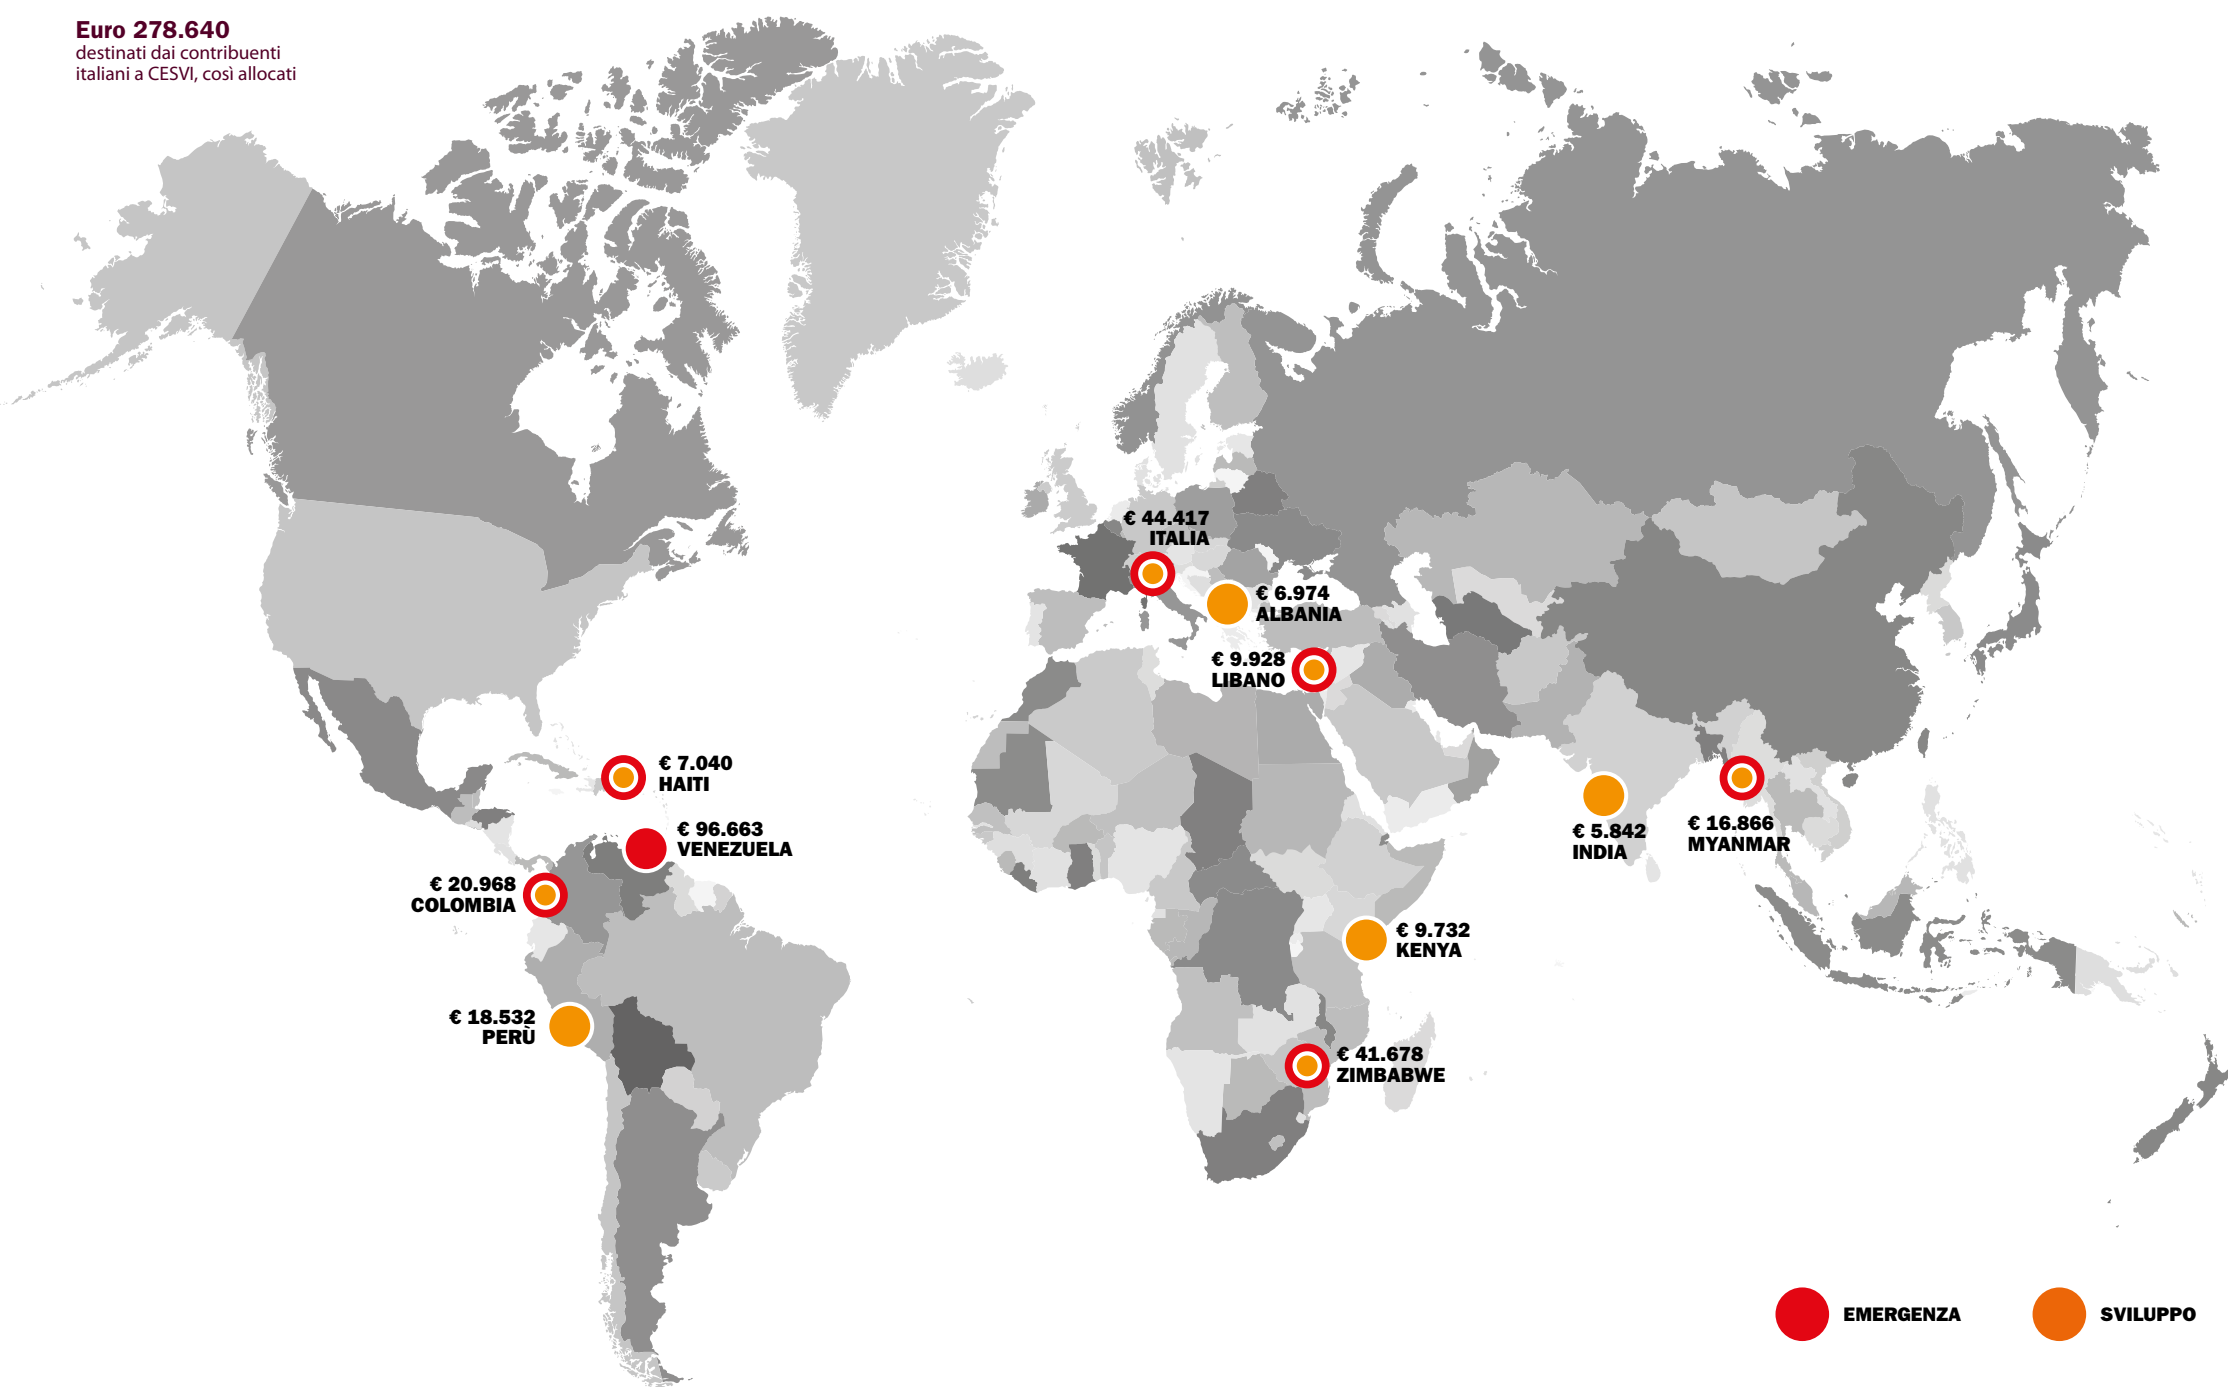 Euro 278.640
destinati dai contribuenti
italiani a CESVI, così allocati
€ 44.417
ITALIA
€ 6.974
ALBANIA
€ 9.928
LIBANO
€ 7.040
HAITI
€ 96.663
VENEZUELA
€ 20.968
COLOMBIA
€ 18.532
PERÙ
€ 5.842
INDIA
€ 16.866
MYANMAR
€ 9.732
KENYA
€ 41.678
ZIMBABWE
EMERGENZA
SVILUPPO